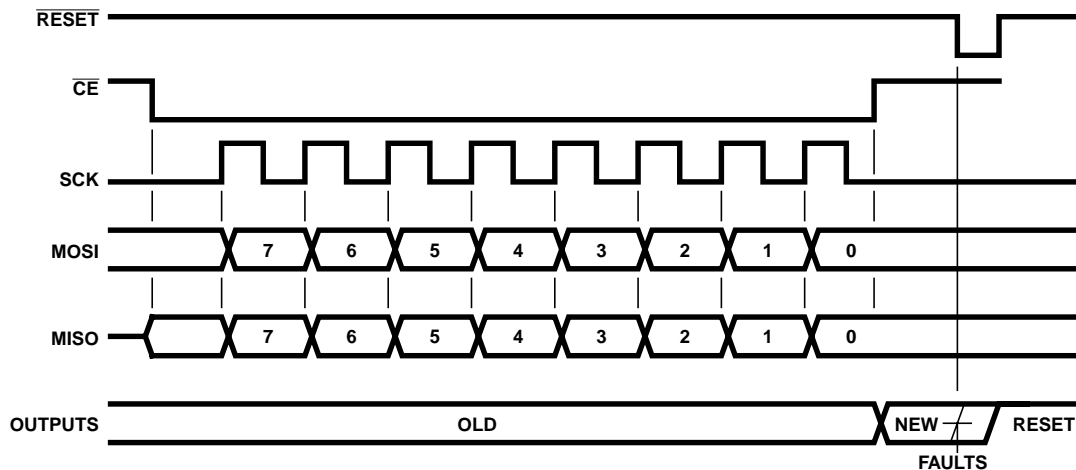 RESET
CE
SCK
MOSI 7 6 5 4 3 2 1 0
MISO 7 6 5 4 3 2 1 0
OUTPUTS OLD NEW RESET
FAULTS